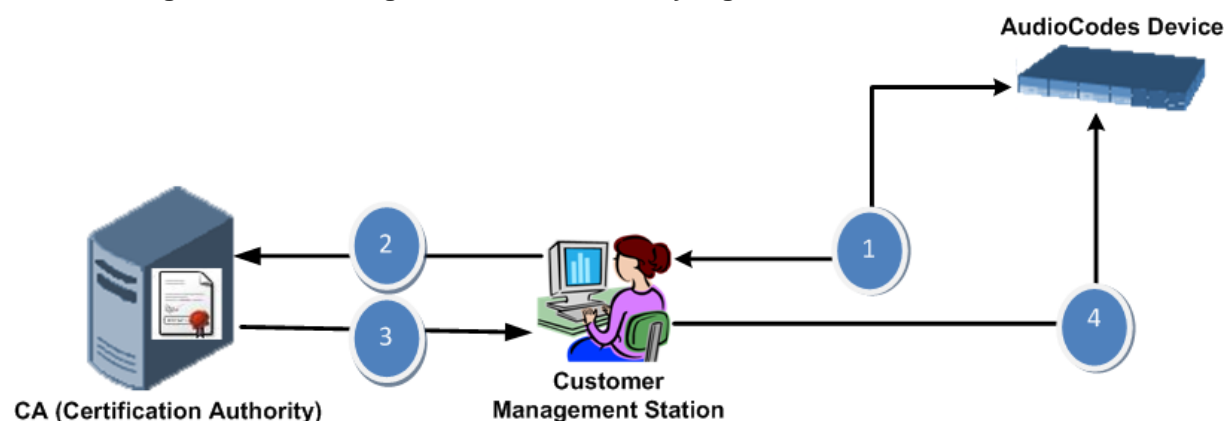 AudioCodes Device
1
2
3
4
Customer
Management Station
CA (Certification Authority)